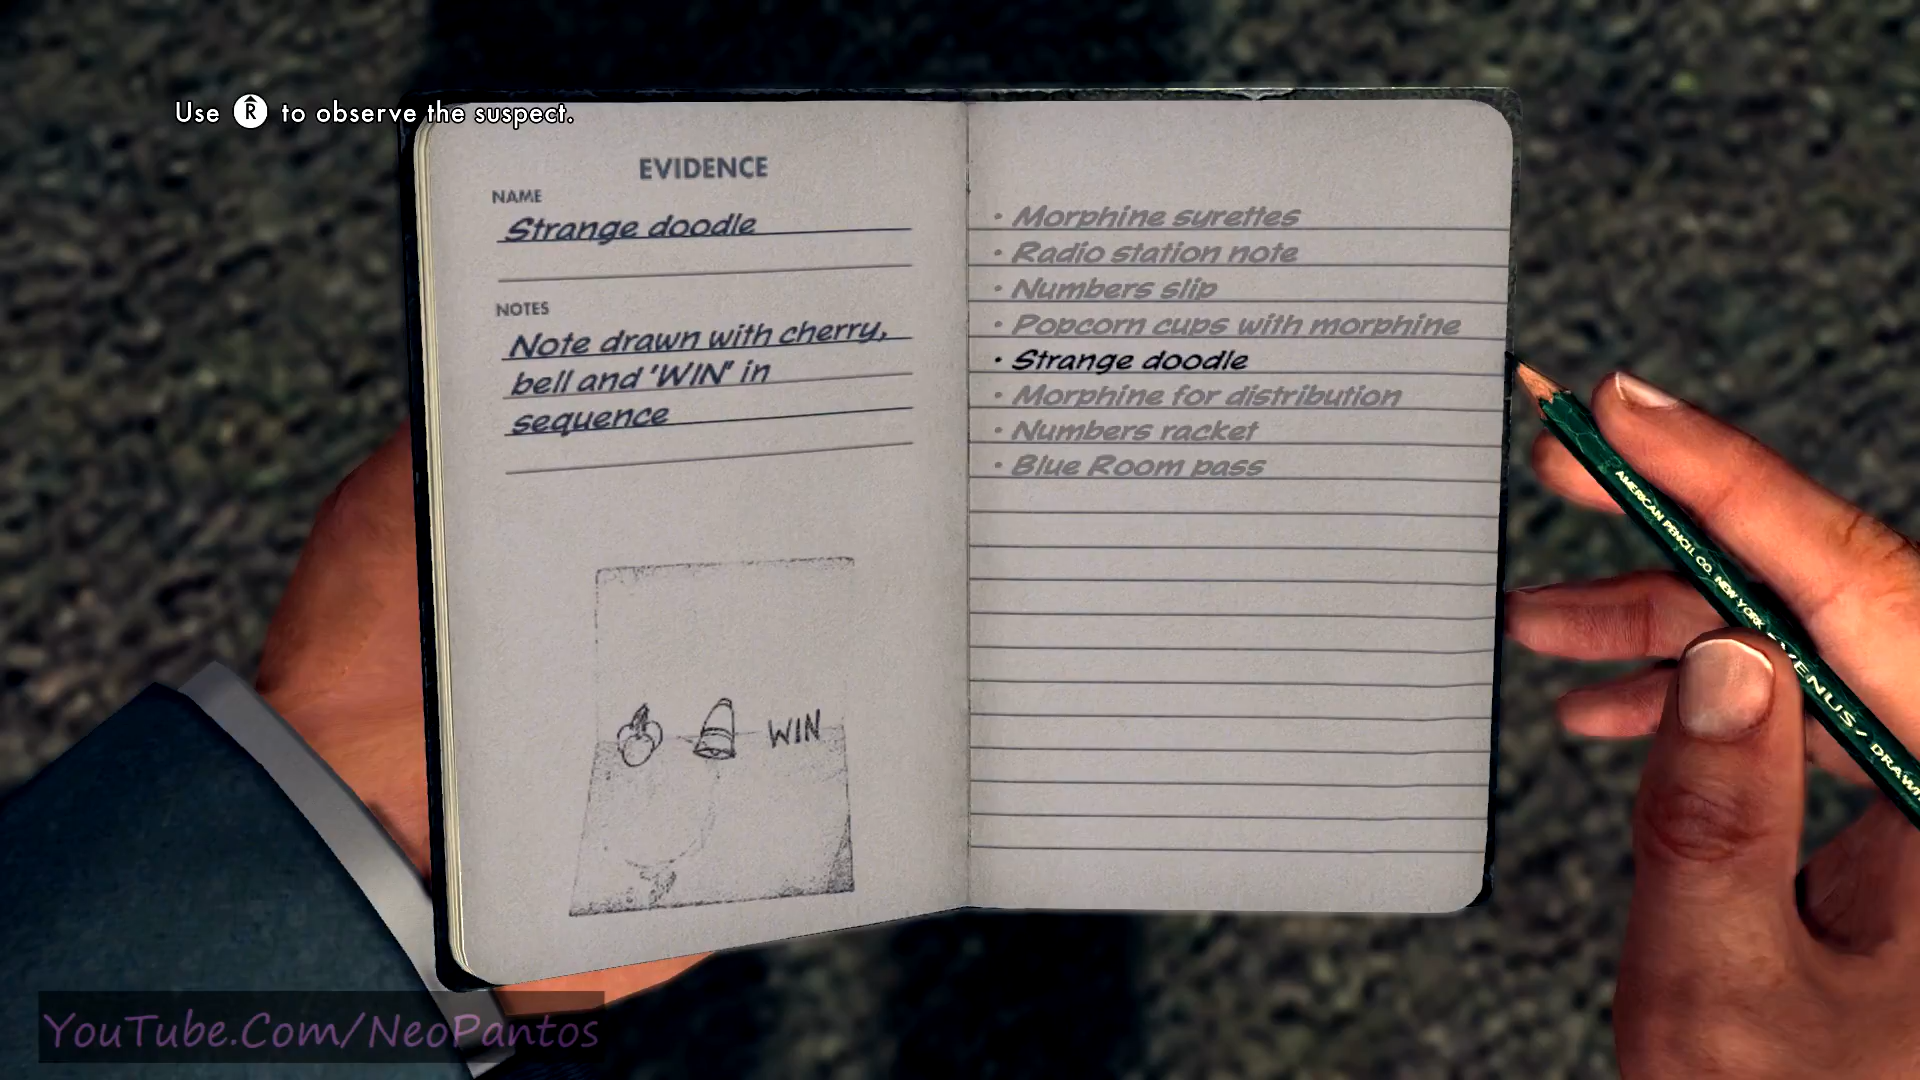 Use R to observe the suspect.
EVIDENCE
NAME
Strange doodle
NOTES
Note drawn with cherry,
bell and 'WIN' in
sequence
WIN
• Morphine syrettes
• Radio station note
• Numbers slip
• Popcorn cups with morphine
• Strange doodle
• Morphine for distribution
• Numbers racket
• Blue Room pass
AMERICAN PENCIL CO. NEW YORK VENUS DRAWI
YouTube.Com/NeoPantos